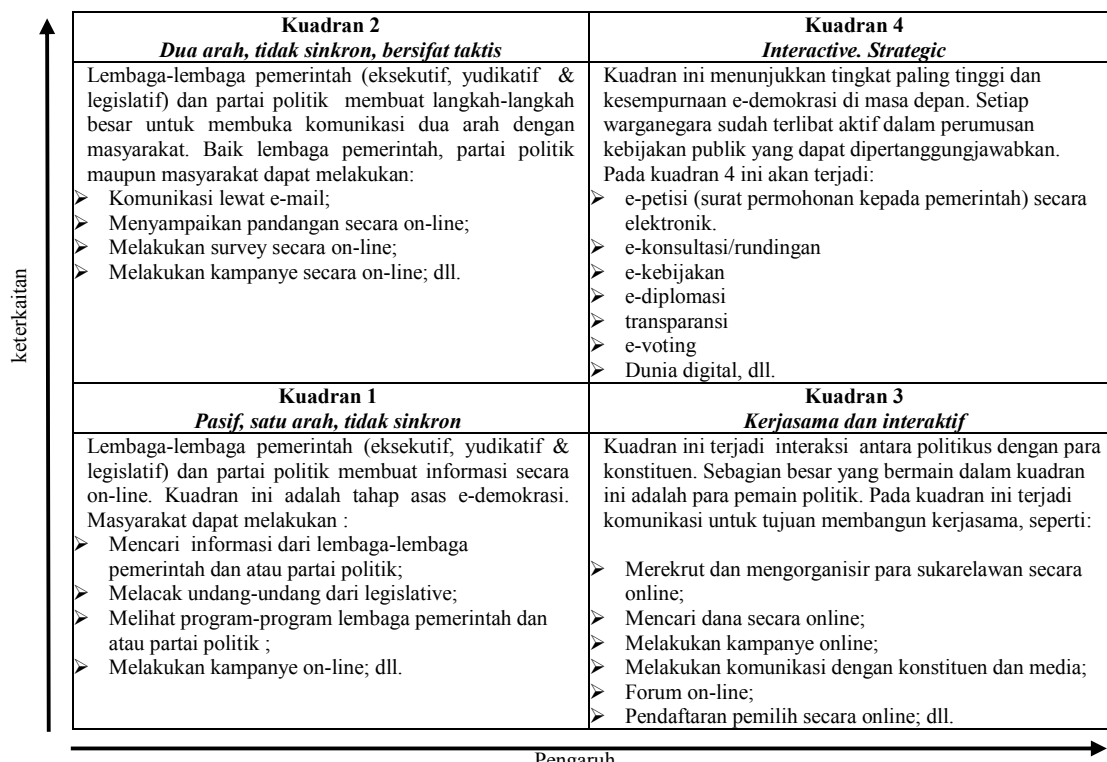 Kuadran 2
Dua arah, tidak sinkron, bersifat taktis
Lembaga-lembaga pemerintah (eksekutif, yudikatif &
legislatif) dan partai politik membuat langkah-langkah
besar untuk membuka komunikasi dua arah dengan
masyarakat. Baik lembaga pemerintah, partai politik
maupun masyarakat dapat melakukan:
➢ Komunikasi lewat e-mail;
➢ Menyampaikan pandangan secara on-line;
➢ Melakukan survey secara on-line;
➢ Melakukan kampanye secara on-line; dll.
Kuadran 4
Interactive. Strategic
Kuadran ini menunjukkan tingkat paling tinggi dan
kesempurnaan e-demokrasi di masa depan. Setiap
warganegara sudah terlibat aktif dalam perumusan
kebijakan publik yang dapat dipertanggungjawabkan.
Pada kuadran 4 ini akan terjadi:
➢ e-petisi (surat permohonan kepada pemerintah) secara
elektronik.
➢ e-konsultasi/rundingan
➢ e-kebijakan
➢ e-diplomasi
➢ transparansi
➢ e-voting
➢ Dunia digital, dll.
keterkaitan
Kuadran 1
Pasif, satu arah, tidak sinkron
Lembaga-lembaga pemerintah (eksekutif, yudikatif &
legislatif) dan partai politik membuat informasi secara
on-line. Kuadran ini adalah tahap asas e-demokrasi.
Masyarakat dapat melakukan :
➢ Mencari informasi dari lembaga-lembaga
pemerintah dan atau partai politik;
➢ Melacak undang-undang dari legislative;
➢ Melihat program-program lembaga pemerintah dan
atau partai politik ;
➢ Melakukan kampanye on-line; dll.
Kuadran 3
Kerjasama dan interaktif
Kuadran ini terjadi interaksi antara politikus dengan para
konstituen. Sebagian besar yang bermain dalam kuadran
ini adalah para pemain politik. Pada kuadran ini terjadi
komunikasi untuk tujuan membangun kerjasama, seperti:
➢ Merekrut dan mengorganisir para sukarelawan secara
online;
➢ Mencari dana secara online;
➢ Melakukan kampanye online;
➢ Melakukan komunikasi dengan konstituen dan media;
➢ Forum on-line;
➢ Pendaftaran pemilih secara online; dll.
Pengaruh